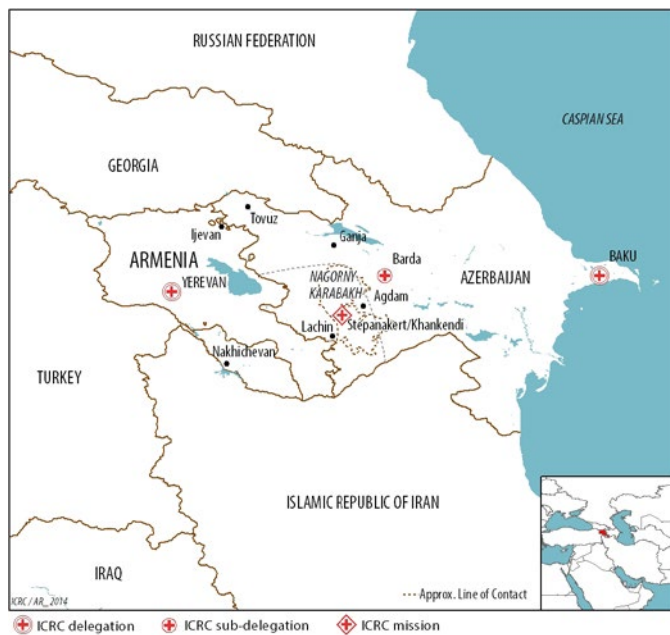 RUSSIAN FEDERATION
CASPIAN SEA
GEORGIA
Tovuz
Ijevan
Ganja
ARMENIA
Barda
BAKU
NAGORNY
KARABAKH
AZERBAIJAN
YEREVAN
Agdam
Stepanakert/Khankendi
Lachin
Nakhichevan
TURKEY
ISLAMIC REPUBLIC OF IRAN
IRAQ
Approx. Line of Contact
ICRC / AR_2014
ICRC delegation
ICRC sub-delegation
ICRC mission